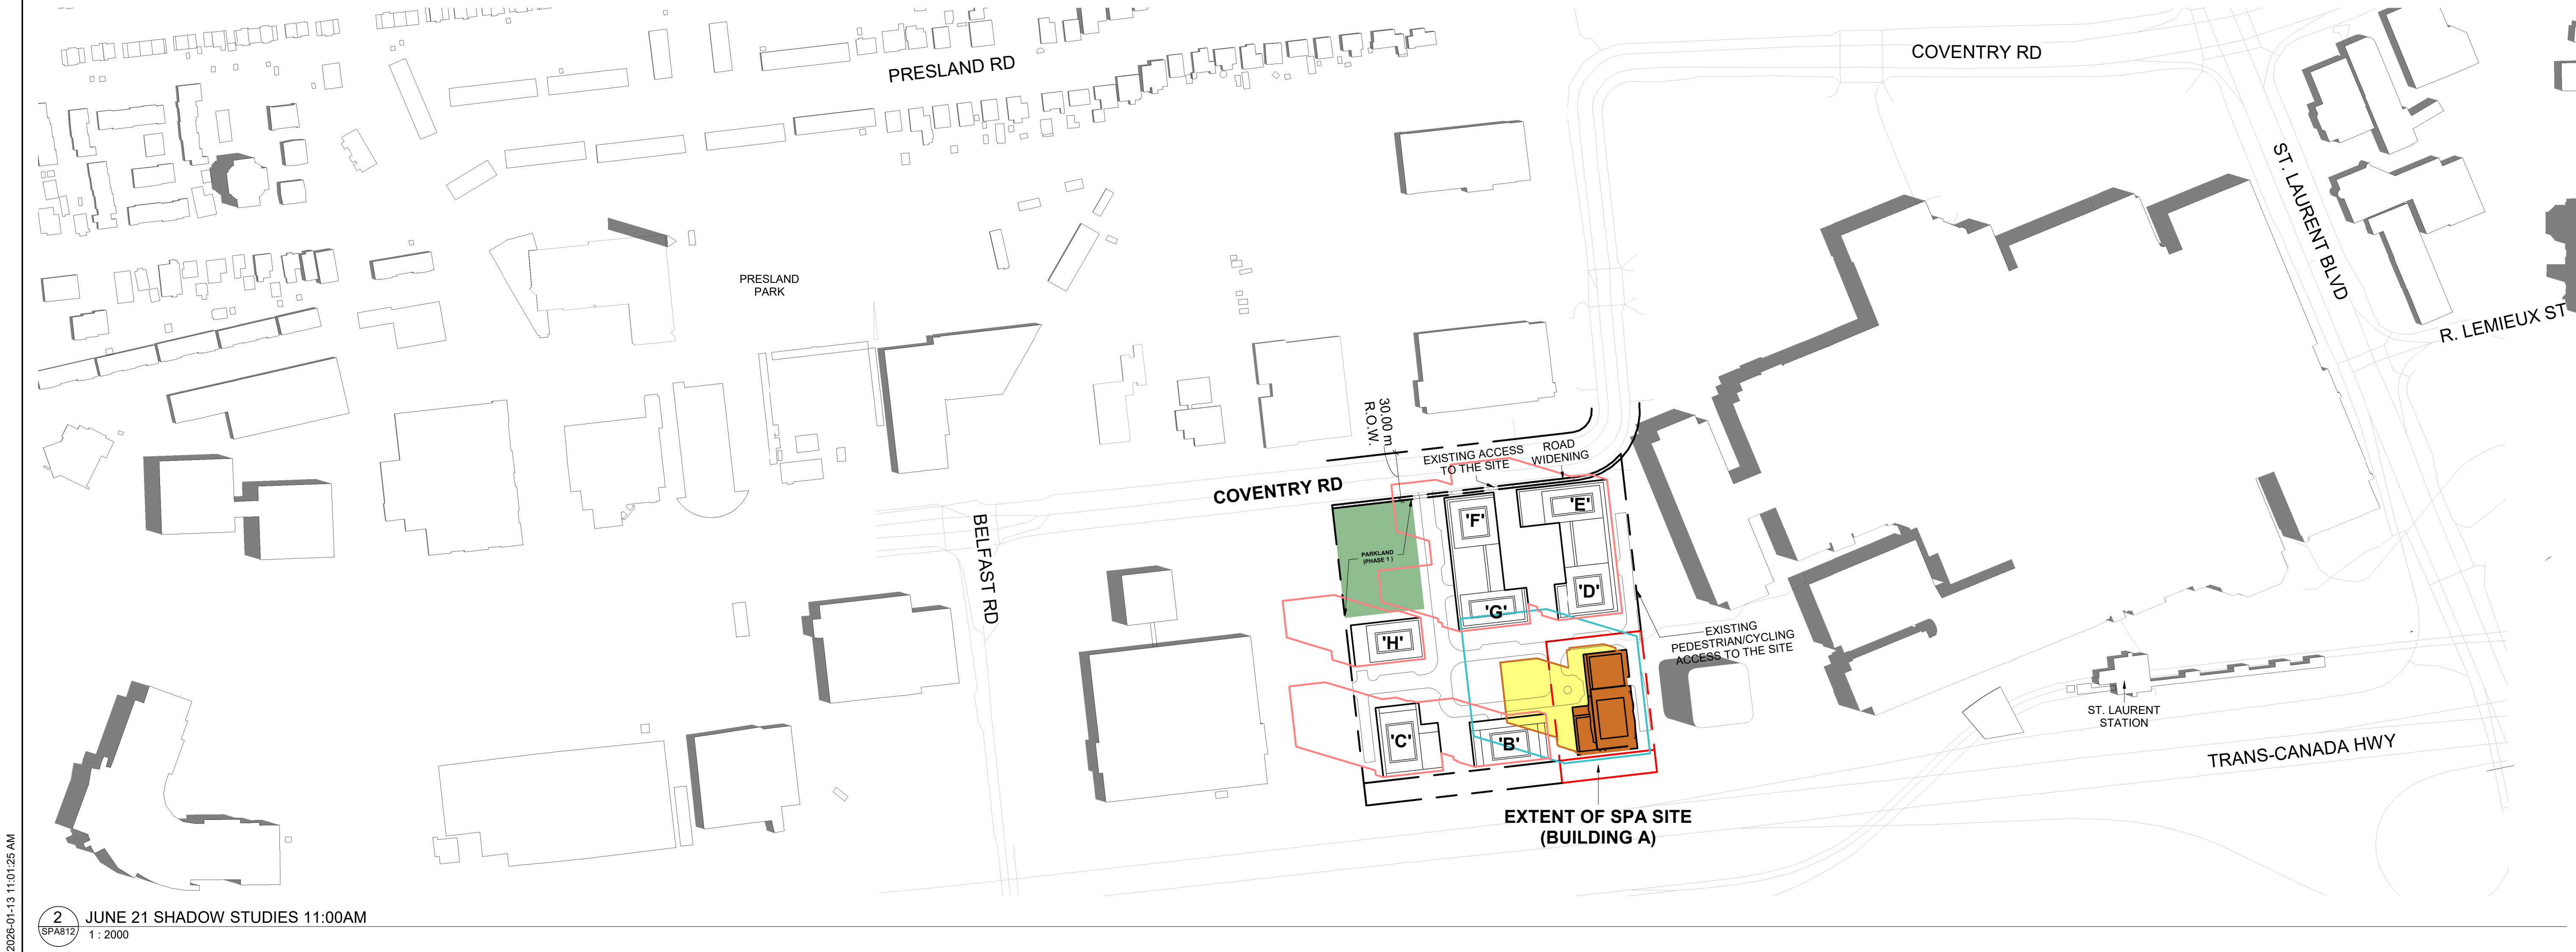 PRESLAND RD
COVENTRY RD
ST. LAURENT BLVD
PRESLAND
PARK
R. LEMIEUX ST
30.000 m
R.O.W.
EXISTING ACCESS
TO THE SITE
ROAD
WIDENING
COVENTRY RD
BELFAST RD
'F'
'E'
PARKLAND
(PHASE 1 )
'D'
'G'
'H'
EXISTING
PEDESTRIAN/CYCLING
ACCESS TO THE SITE
ST. LAURENT
STATION
'C'
'B'
TRANS-CANADA HWY
EXTENT OF SPA SITE
(BUILDING A)
2026-01-13 11:01:25 AM
2
SPA812
JUNE 21 SHADOW STUDIES 11:00AM
1 : 2000